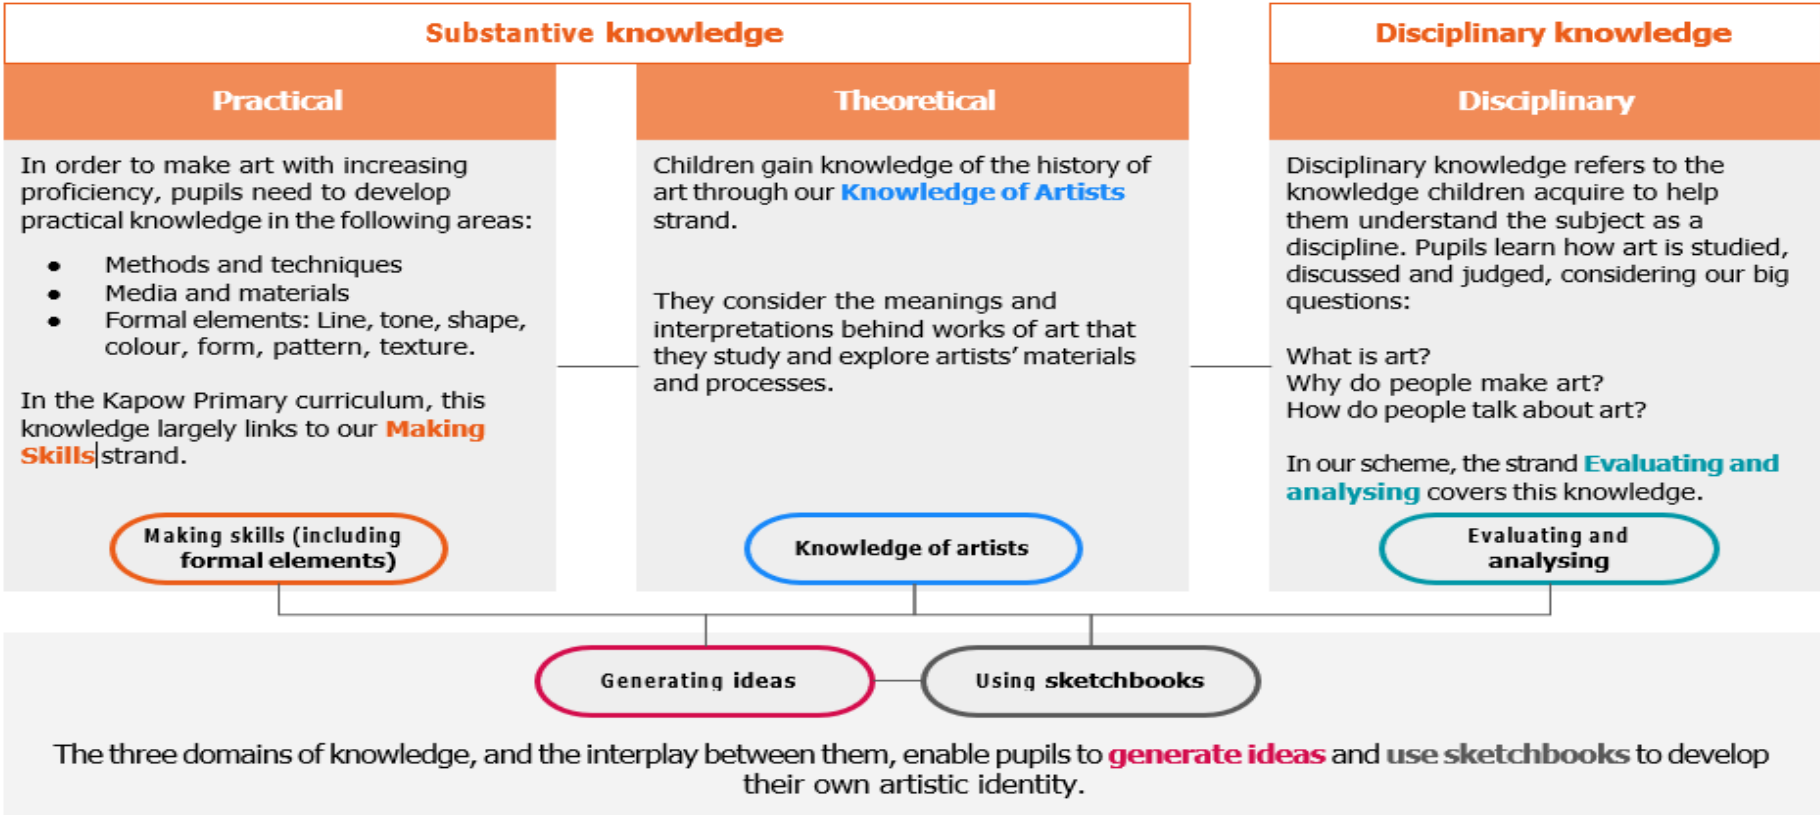 Substantive knowledge
Practical
In order to make art with increasing
proficiency, pupils need to develop
practical knowledge in the following areas:
● Methods and techniques
● Media and materials
● Formal elements: Line, tone, shape,
colour, form, pattern, texture.
In the Kapow Primary curriculum, this
knowledge largely links to our Making
Skills strand.
Making skills (including
formal elements)
Theoretical
Children gain knowledge of the history of
art through our Knowledge of Artists
strand.
They consider the meanings and
interpretations behind works of art that
they study and explore artists’ materials
and processes.
Knowledge of artists
Disciplinary knowledge
Disciplinary
Disciplinary knowledge refers to the
knowledge children acquire to help
them understand the subject as a
discipline. Pupils learn how art is studied,
discussed and judged, considering our big
questions:
What is art?
Why do people make art?
How do people talk about art?
In our scheme, the strand Evaluating and
analysing covers this knowledge.
Evaluating and
analysing
Generating ideas
Using sketchbooks
The three domains of knowledge, and the interplay between them, enable pupils to generate ideas and use sketchbooks to develop
their own artistic identity.